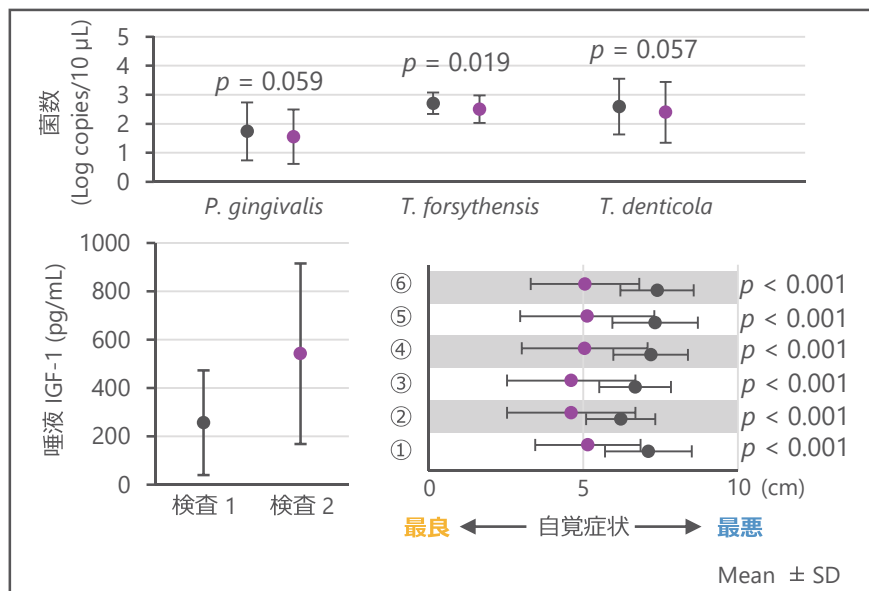 菌数
(Log copies/10 μL)
5
4
3
2
1
0
p = 0.059
p = 0.019
p = 0.057
P. gingivalis
T. forsythensis
T. denticola
唾液 IGF-1 (pg/mL)
1000
800
600
400
200
0
検査 1
検査 2
⑥ p < 0.001
⑤ p < 0.001
④ p < 0.001
③ p < 0.001
② p < 0.001
① p < 0.001
0 5 10 (cm)
最良 自覚症状 最悪
Mean ± SD